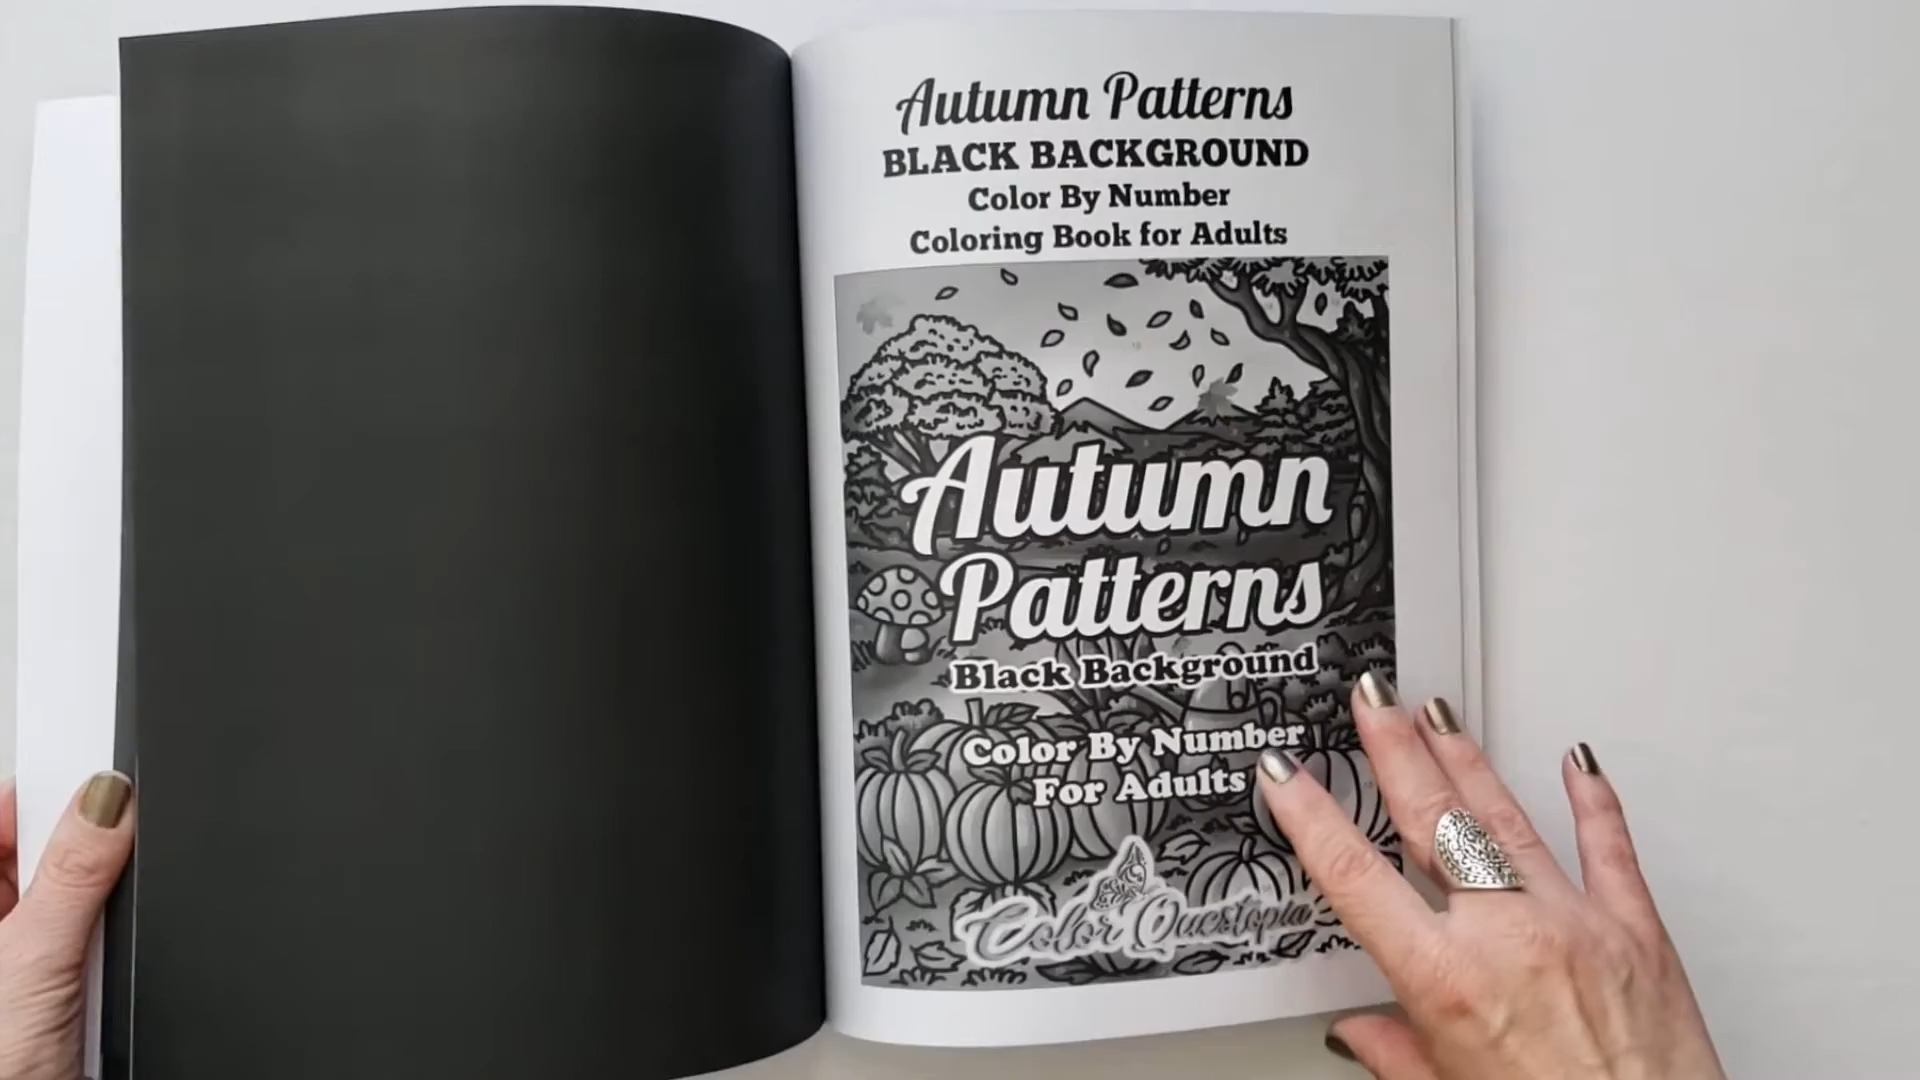 Autumn Patterns
BLACK BACKGROUND
Color By Number
Coloring Book for Adults
Autumn
Patterns
Black Background
Color By Number
For Adults
Color Questopia